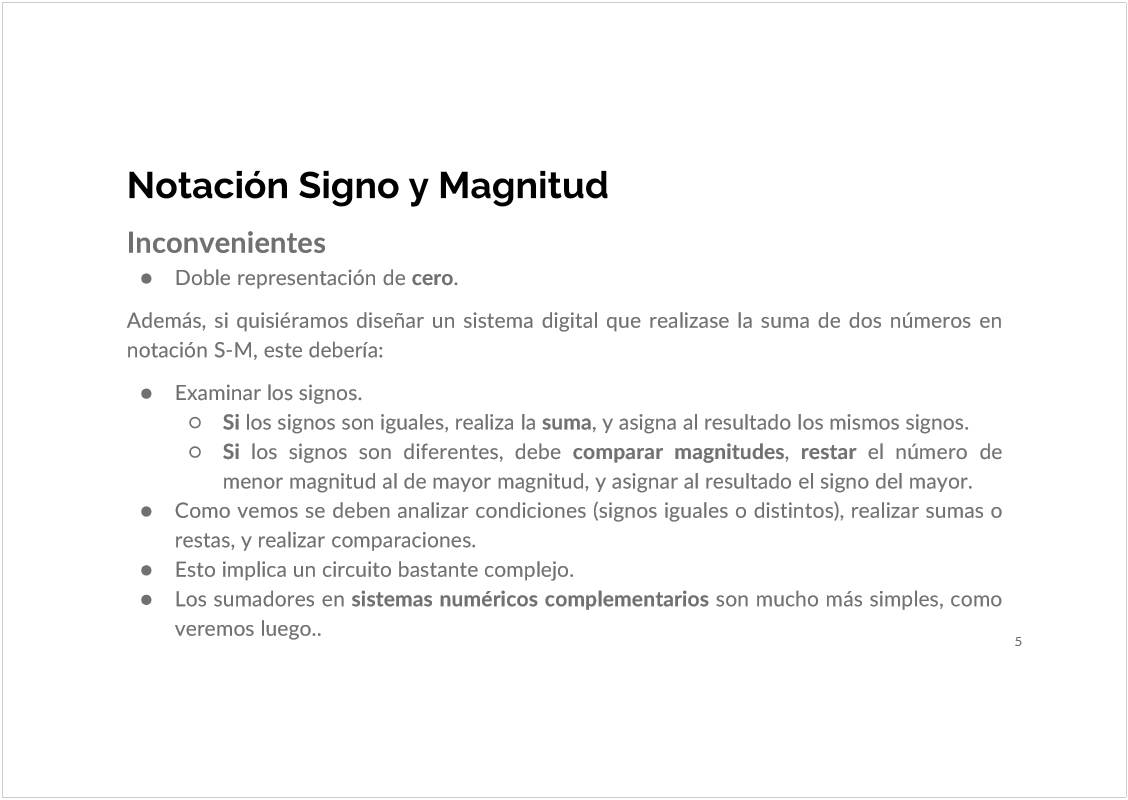 Notación Signo y Magnitud
Inconvenientes
● Doble representación de cero.
Además, si quisiéramos diseñar un sistema digital que realizase la suma de dos números en
notación S-M, este debería:
● Examinar los signos.
○ Si los signos son iguales, realiza la suma, y asigna al resultado los mismos signos.
○ Si los signos son diferentes, debe comparar magnitudes, restar el número de
menor magnitud al de mayor magnitud, y asignar al resultado el signo del mayor.
● Como vemos se deben analizar condiciones (signos iguales o distintos), realizar sumas o
restas, y realizar comparaciones.
● Esto implica un circuito bastante complejo.
● Los sumadores en sistemas numéricos complementarios son mucho más simples, como
veremos luego..
5